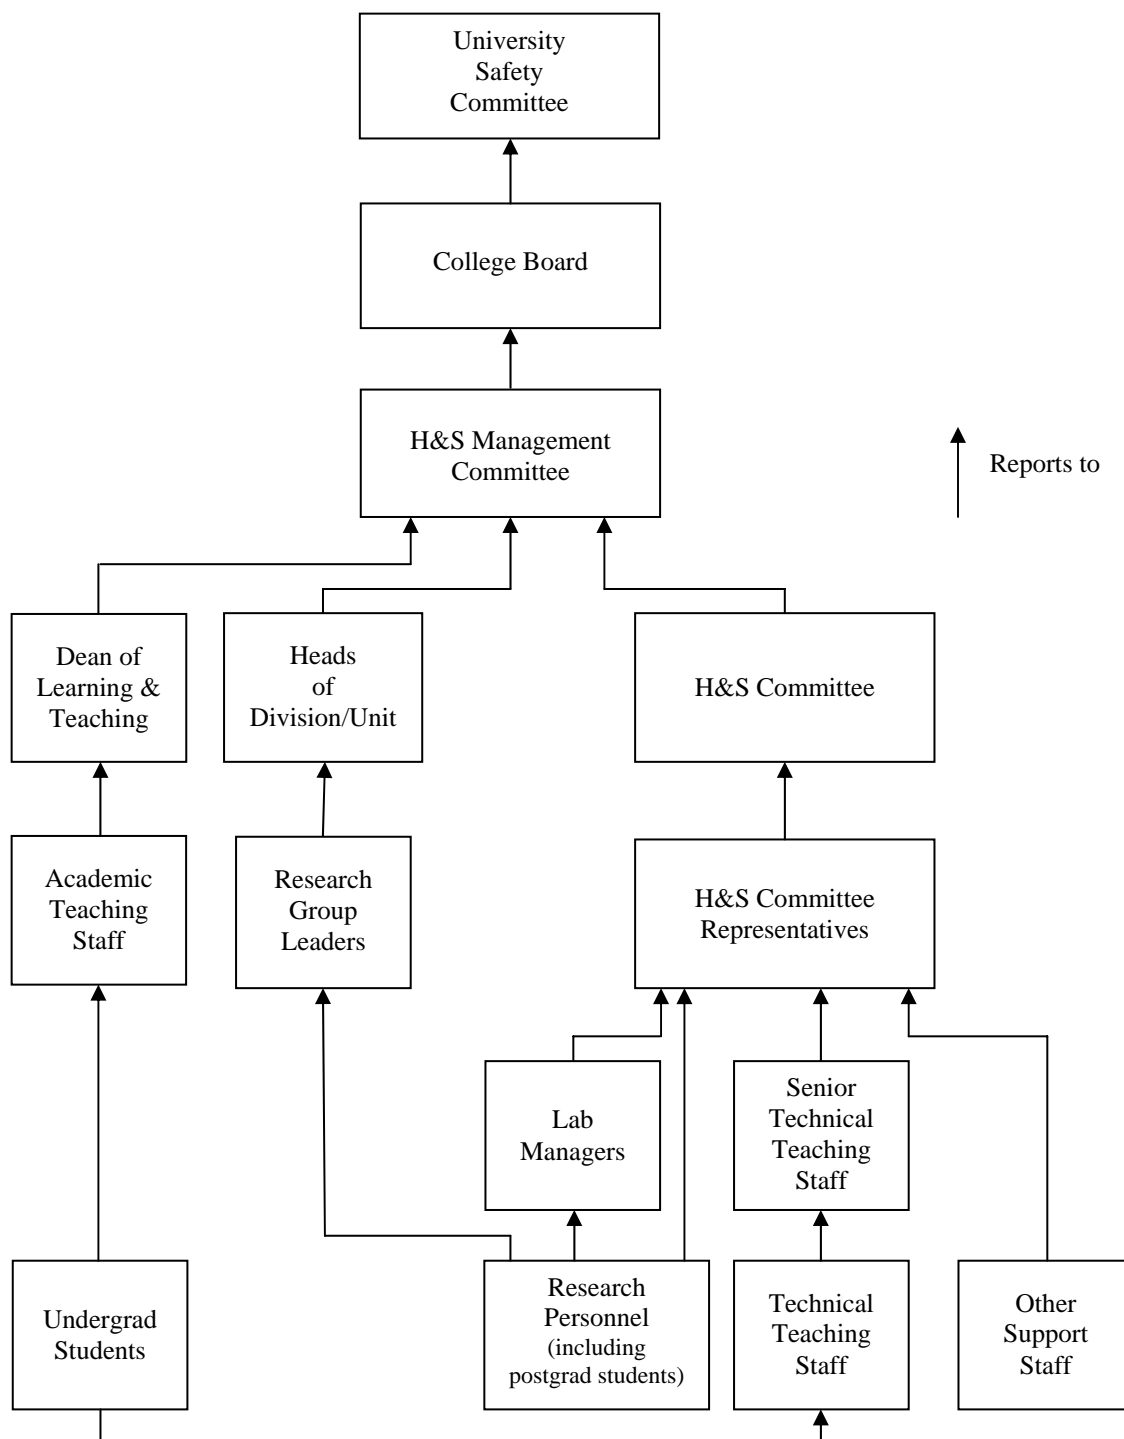 University
Safety
Committee
College Board
H&S Management
Committee
Reports to
Dean of
Learning &
Teaching
Heads
of
Division/Unit
H&S Committee
Academic
Teaching
Staff
Research
Group
Leaders
H&S Committee
Representatives
Lab
Managers
Senior
Technical
Teaching
Staff
Undergrad
Students
Research
Personnel
(including
postgrad students)
Technical
Teaching
Staff
Other
Support
Staff